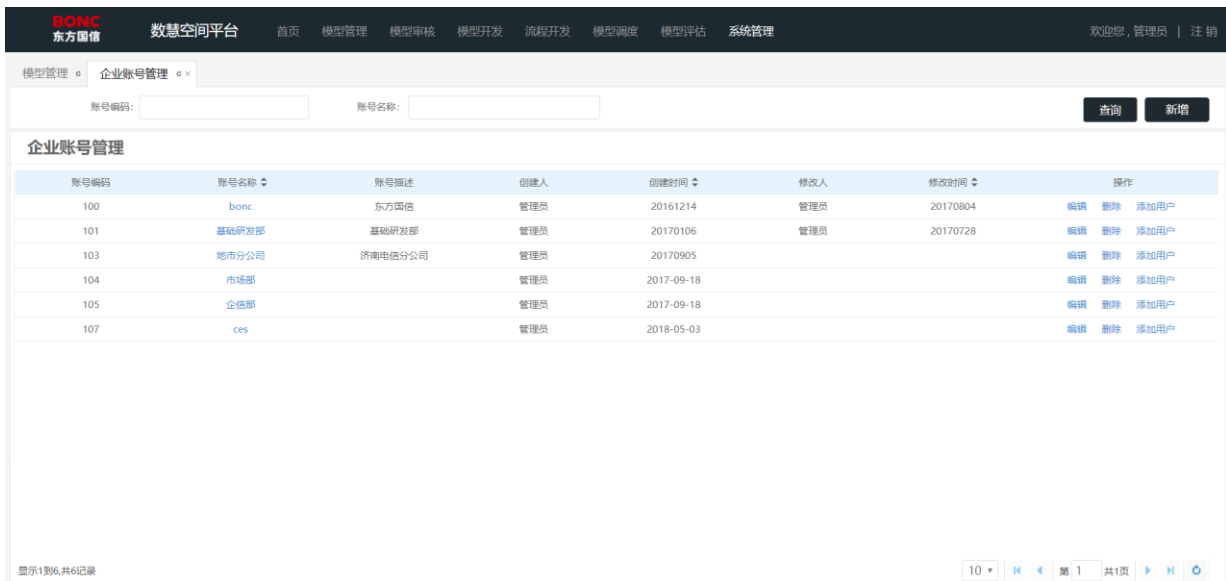 BONC
东方国信 数慧空间平台 首页 模型管理 模型审核 模型开发 流程开发 模型调度 模型评估 系统管理 欢迎您 , 管理员 | 注 销
模型管理 企业账号管理 ×
账号编码: 账号名称: 查询 新增
企业账号管理
账号编码 账号名称 账号描述 创建人 创建时间 修改人 修改时间 操作
100 bonc 东方国信 管理员 20161214 管理员 20170804 编辑 删除 添加用户
101 基础研发部 基础研发部 管理员 20170106 管理员 20170728 编辑 删除 添加用户
103 地市分公司 济南电信分公司 管理员 20170905 编辑 删除 添加用户
104 市场部 管理员 2017-09-18 编辑 删除 添加用户
105 企信部 管理员 2017-09-18 编辑 删除 添加用户
107 ces 管理员 2018-05-03 编辑 删除 添加用户
显示1到6,共6记录 10 第 1 共1页